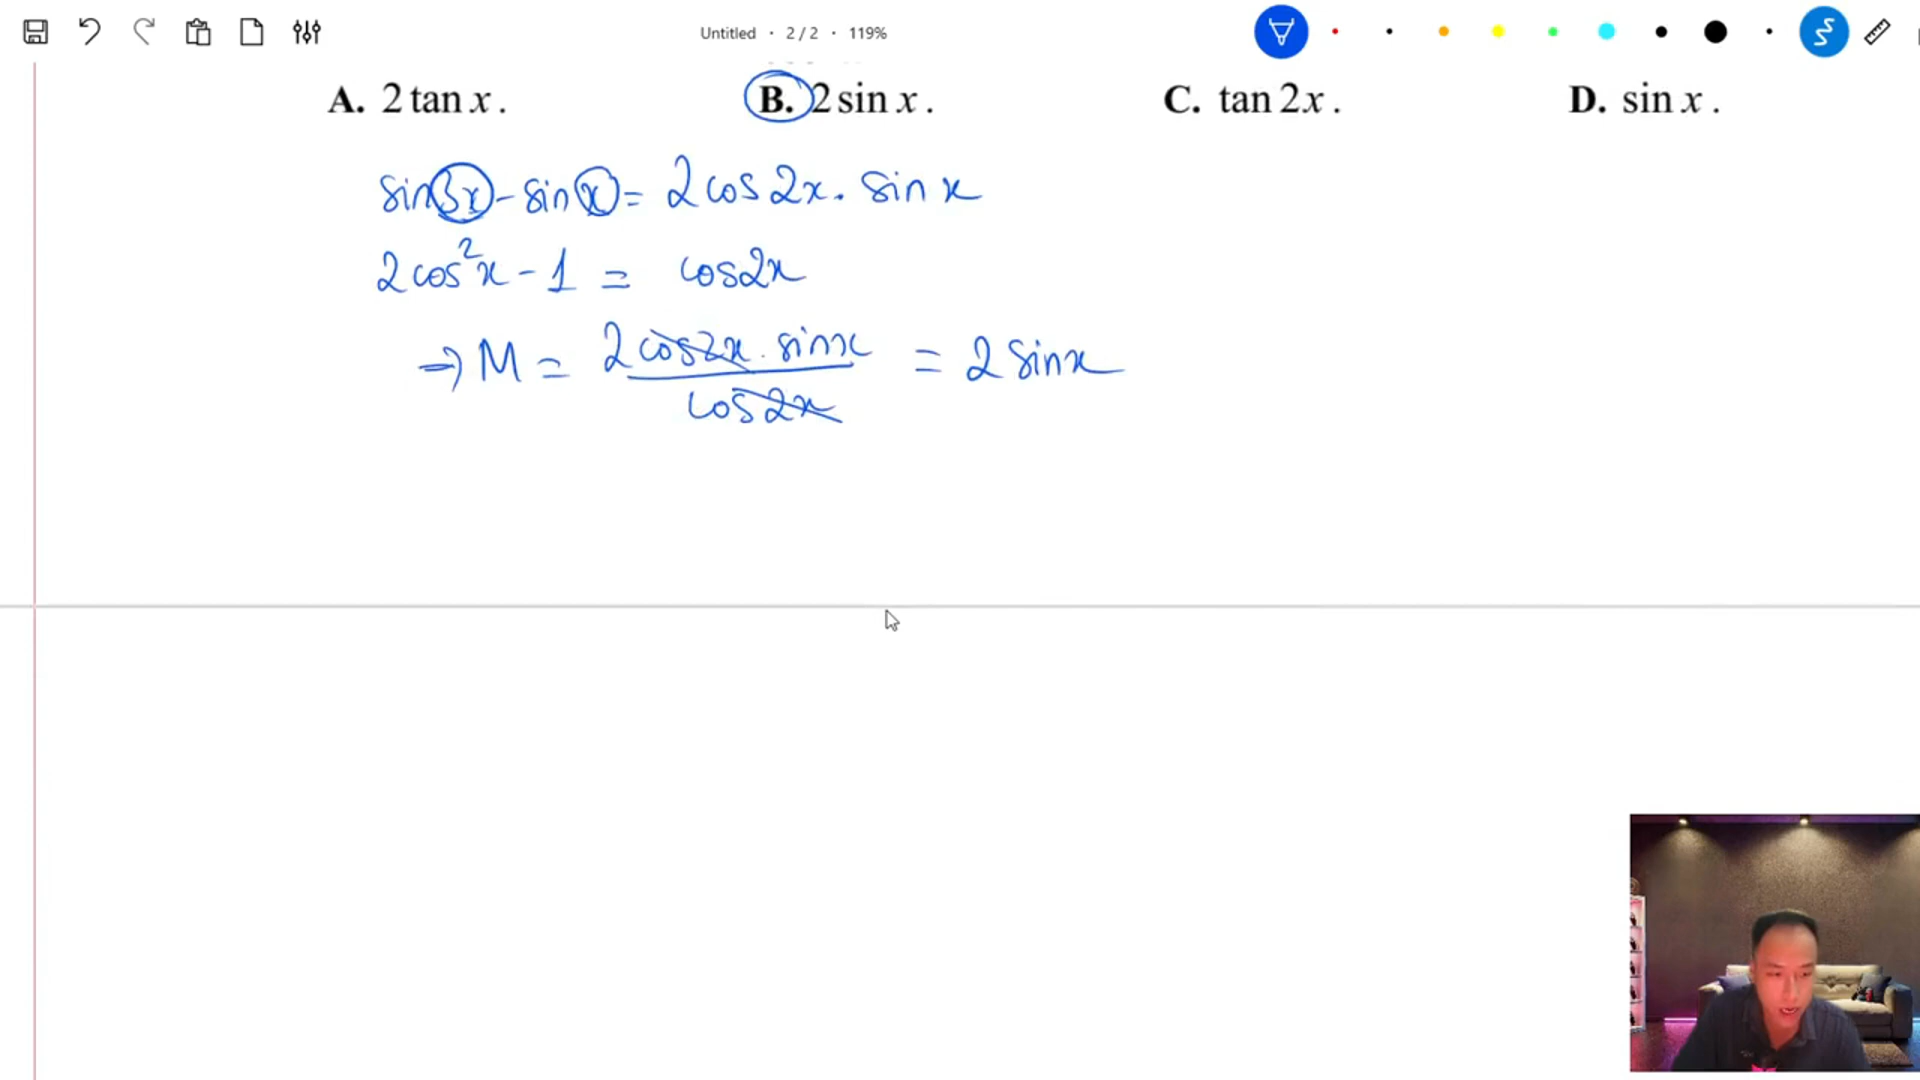 Untitled • 2 / 2 • 119%
A. 2 tan x . B. 2 sin x . C. tan 2x . D. sin x .
sin3x - sinx = 2cos2x . sinx
2cos²x - 1 = cos2x
⇒ M = 2cos2x . sinx / cos2x = 2sinx